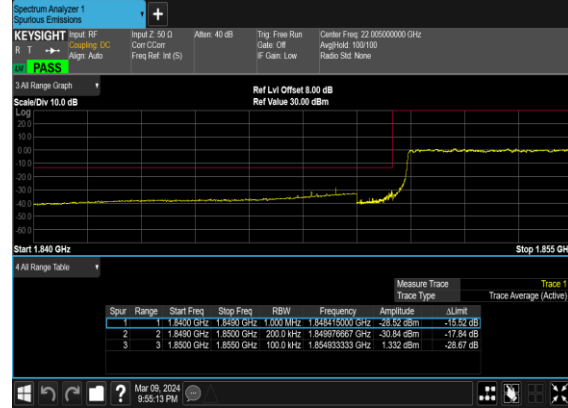 Spectrum Analyzer 1
Spurious Emissions
+
KEYSIGHT Input: RF Input Z: 50 Ω Atten: 40 dB Trig: Free Run Center Freq: 22.005000000 GHz
R T Coupling: DC Corr CCorr Gate: Off Avg|Hold: 100/100
Align: Auto Freq Ref: Int (S) IF Gain: Low Radio Std: None
PASS
3 All Range Graph
Ref Lvl Offset 8.00 dB
Scale/Div 10.0 dB Ref Value 30.00 dBm
Log
20.0
10.0
0.00
-10.0
-20.0
-30.0
-40.0
-50.0
-60.0
Start 1.840 GHz Stop 1.855 GH
4 All Range Table
Measure Trace Trace 1
Trace Type Trace Average (Active)
Spur Range Start Freq Stop Freq RBW Frequency Amplitude ΔLimit
1 1 1.8400 GHz 1.8490 GHz 1.000 MHz 1.848415000 GHz -28.52 dBm -15.52 dB
2 2 1.8490 GHz 1.8500 GHz 200.0 kHz 1.849976667 GHz -30.84 dBm -17.84 dB
3 3 1.8500 GHz 1.8550 GHz 100.0 kHz 1.854933333 GHz 1.332 dBm -28.67 dB
?
Mar 09, 2024
9:55:13 PM